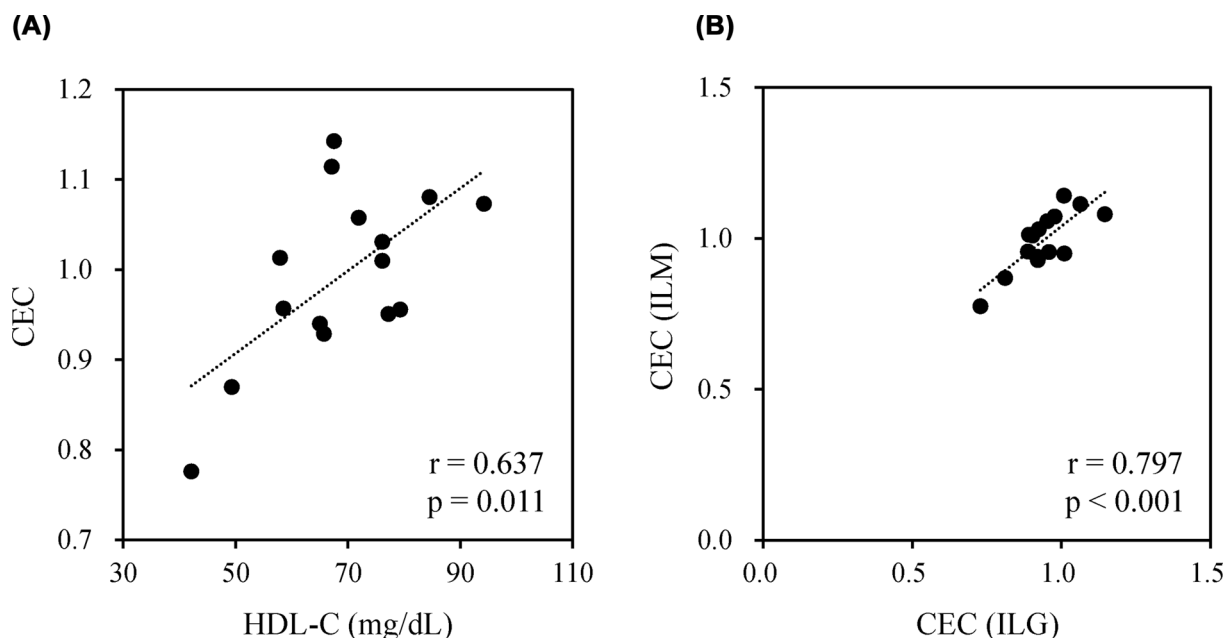 (A)
CEC
1.2
1.1
1.0
0.9
0.8
0.7
30
50
70
90
110
HDL-C (mg/dL)
r = 0.637
p = 0.011
(B)
CEC (ILM)
1.5
1.0
0.5
0.0
0.0
0.5
1.0
1.5
CEC (ILG)
r = 0.797
p < 0.001